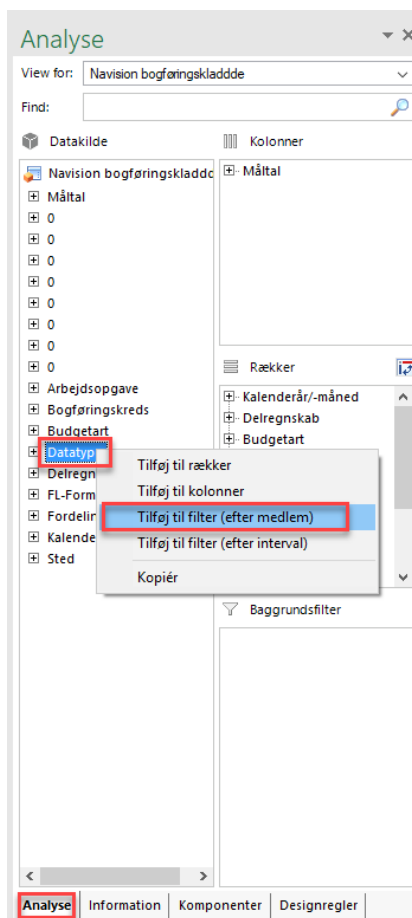 Analyse
View for: Navision bogføringskladdde
Find:
Datakilde
Navision bogføringskladdd
Måltal
0
0
0
0
0
0
0
0
Arbejdsopgave
Bogføringskreds
Budgetart
Datatyp
Delregn
FL-Form
Fordelin
Kalende
Sted
Kolonner
Måltal
Rækker
Kalenderår/-måned
Delregnskab
Budgetart
Tilføj til rækker
Tilføj til kolonner
Tilføj til filter (efter medlem)
Tilføj til filter (efter interval)
Kopiér
Baggrundsfilter
Analyse Information Komponenter Designregler